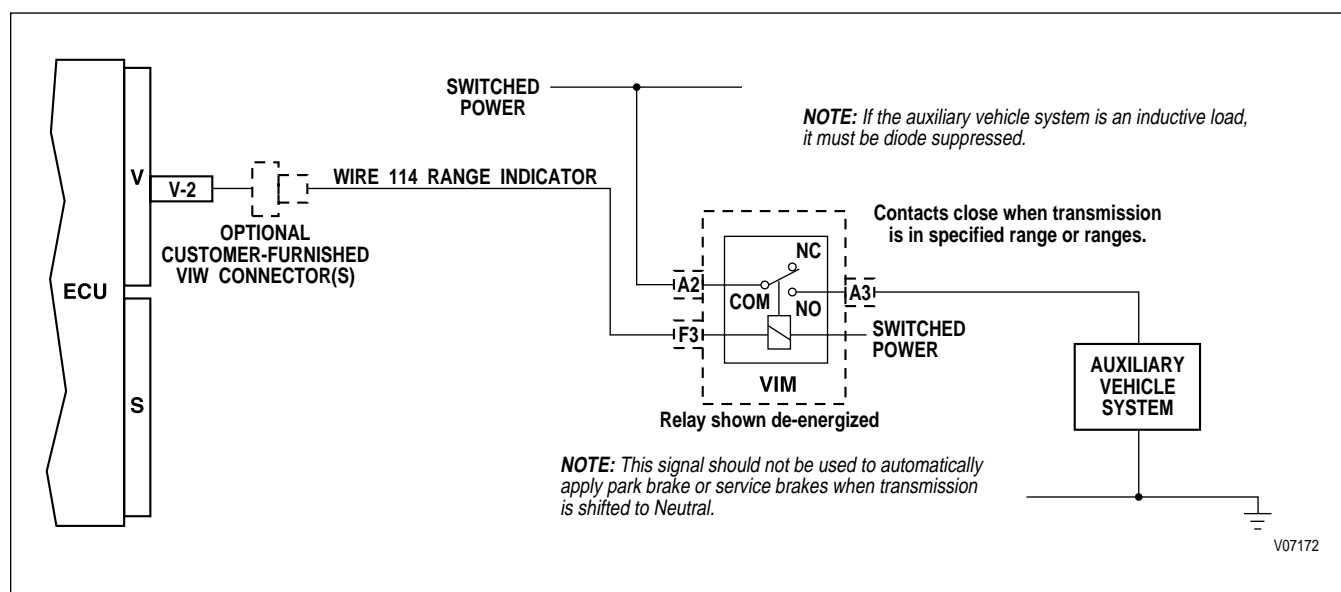 SWITCHED
POWER
NOTE: If the auxiliary vehicle system is an inductive load,
it must be diode suppressed.
V
V-2
WIRE 114 RANGE INDICATOR
OPTIONAL
CUSTOMER-FURNISHED
VIW CONNECTOR(S)
ECU
S
Contacts close when transmission
is in specified range or ranges.
NC
A2
COM
NO
A3
F3
SWITCHED
POWER
VIM
Relay shown de-energized
AUXILIARY
VEHICLE
SYSTEM
NOTE: This signal should not be used to automatically
apply park brake or service brakes when transmission
is shifted to Neutral.
V07172